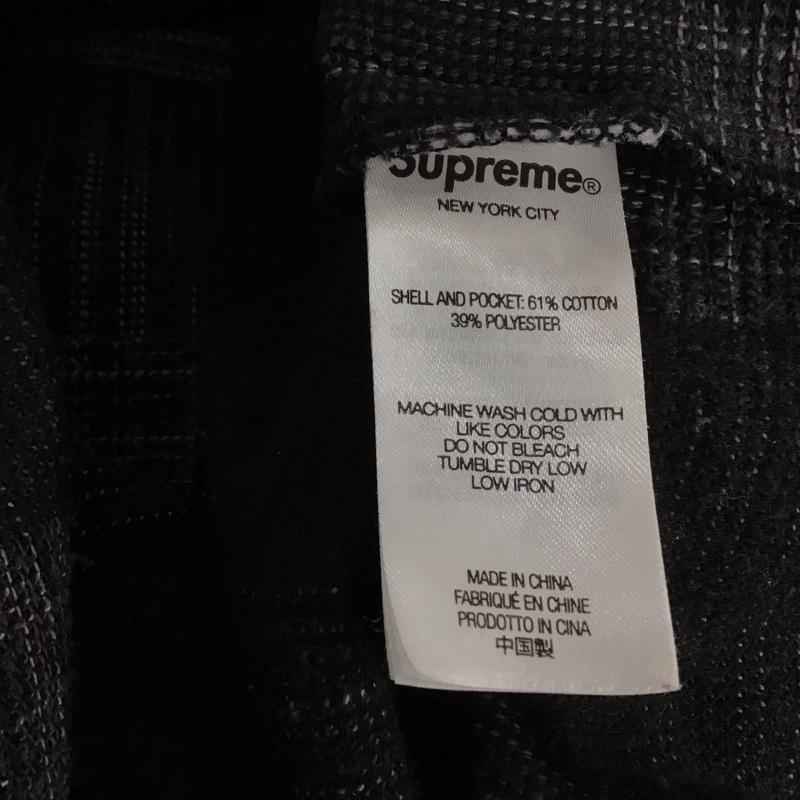 Supreme®
NEW YORK CITY
SHELL AND POCKET: 61% COTTON
39% POLYESTER
MACHINE WASH COLD WITH
LIKE COLORS
DO NOT BLEACH
TUMBLE DRY LOW
LOW IRON
MADE IN CHINA
FABRIQUÉ EN CHINE
PRODOTTO IN CINA
中国製